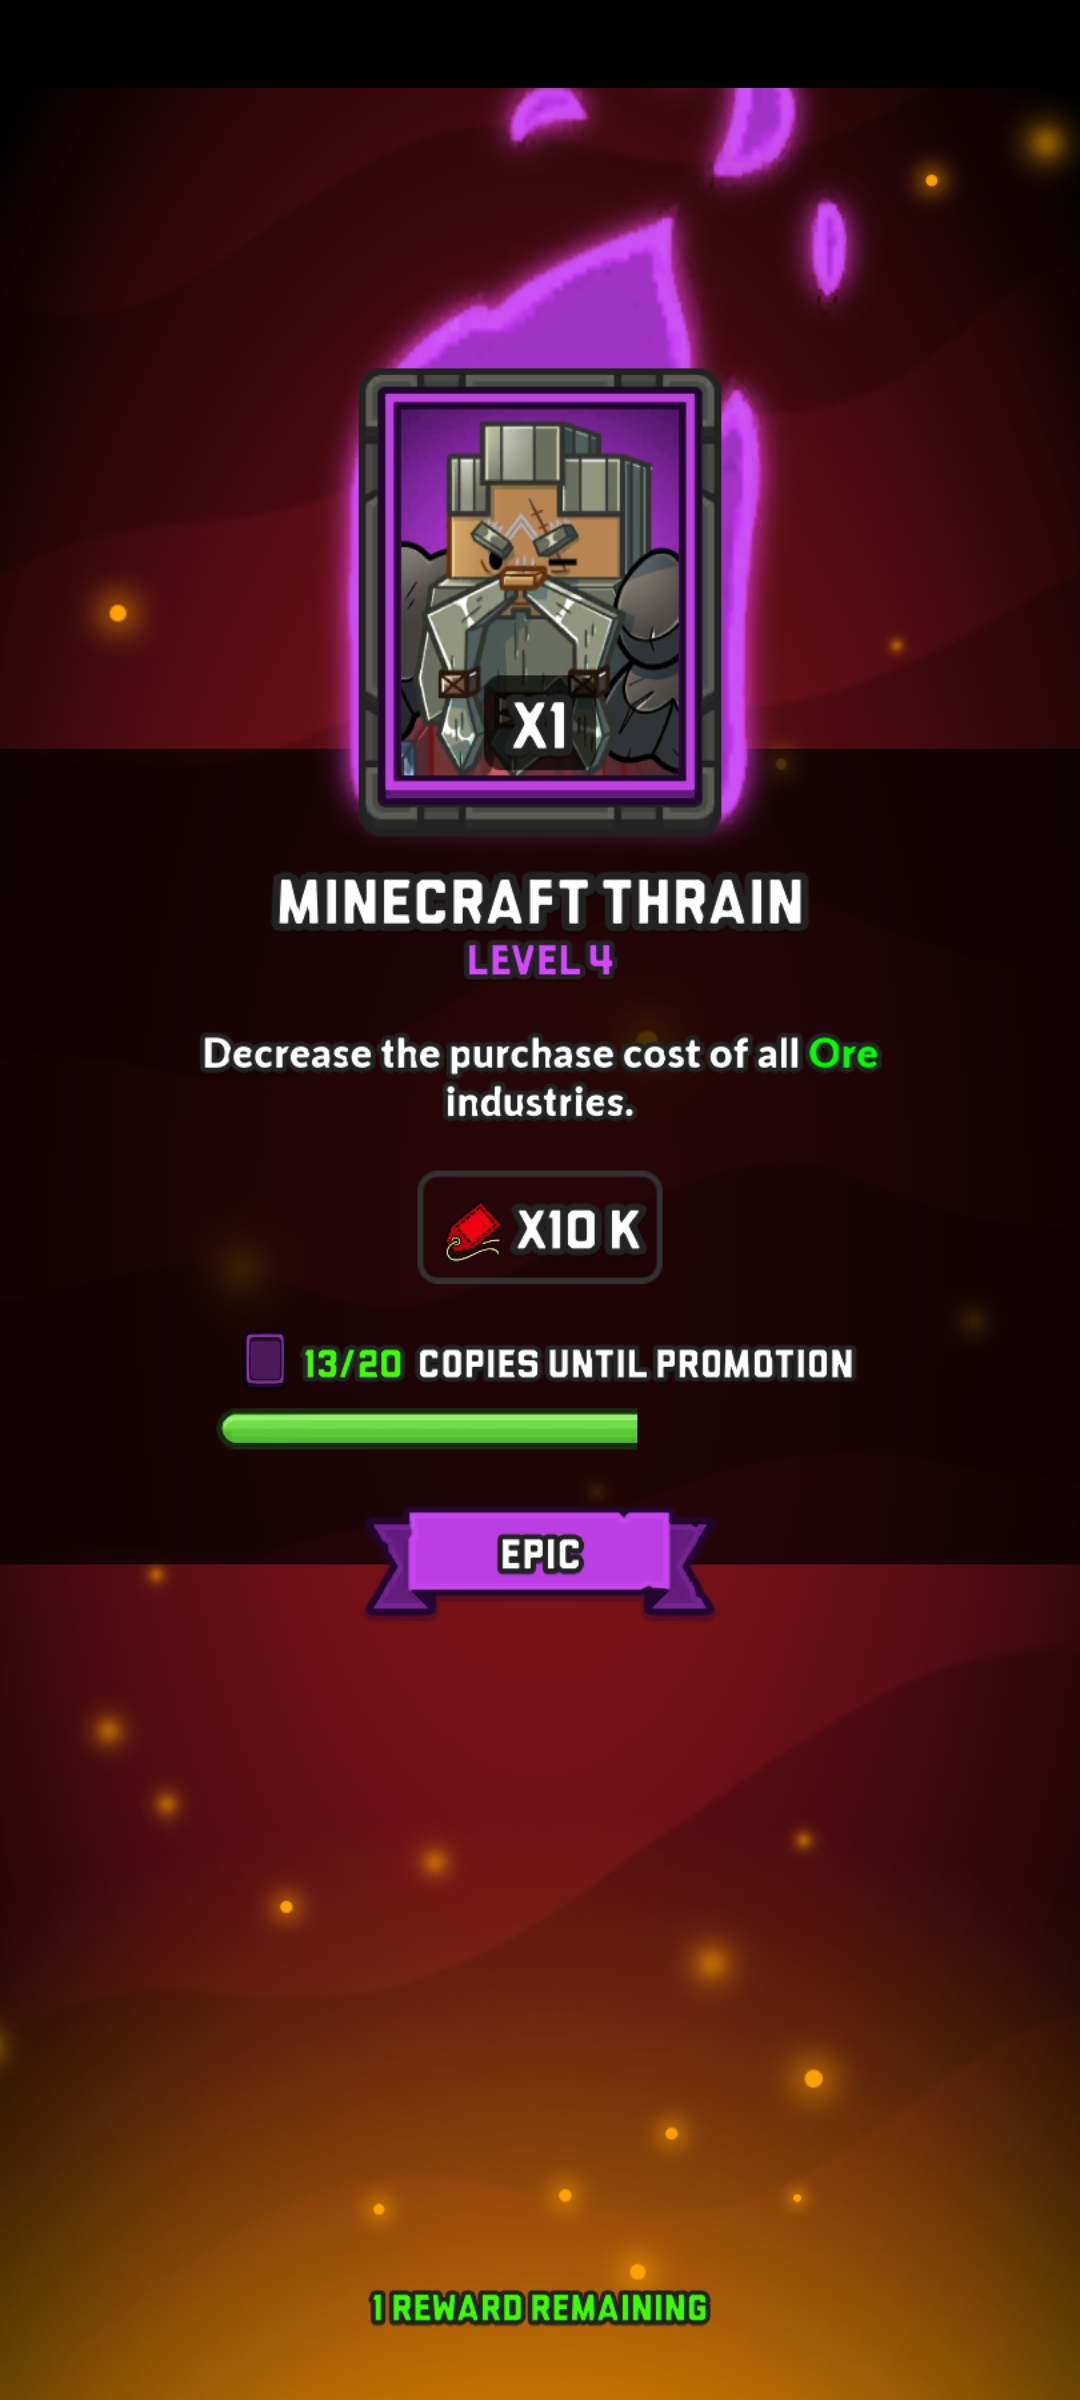 X1
MINECRAFT THRAIN
LEVEL 4
Decrease the purchase cost of all Ore
industries.
X10 K
13/20 COPIES UNTIL PROMOTION
EPIC
1 REWARD REMAINING